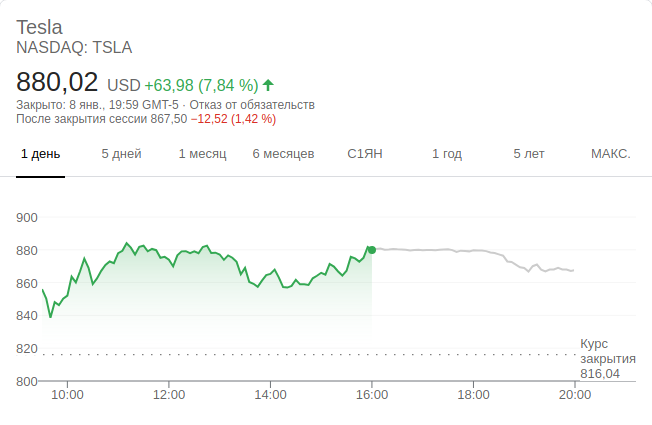 Tesla
NASDAQ: TSLA
880,02 USD +63,98 (7,84 %)
Закрыто: 8 янв., 19:59 GMT-5 · Отказ от обязательств
После закрытия сессии 867,50 −12,52 (1,42 %)
1 день 5 дней 1 месяц 6 месяцев С1ЯН 1 год 5 лет МАКС.
900
880
860
840
820
800
Курс
закрытия
816,04
10:00 12:00 14:00 16:00 18:00 20:00